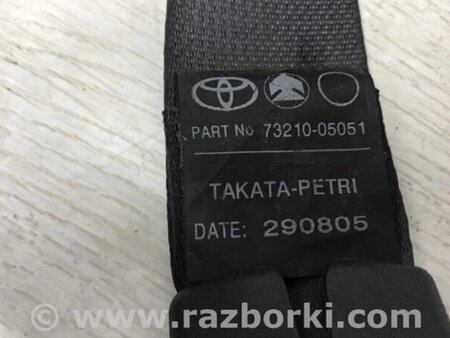 PART No 73210-05051
TAKATA-PETRI
DATE: 290805
www.razborki.com